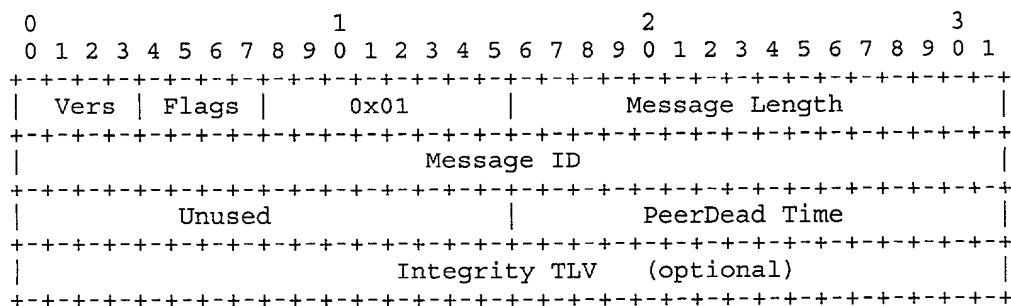 0                   1                   2                   3
0 1 2 3 4 5 6 7 8 9 0 1 2 3 4 5 6 7 8 9 0 1 2 3 4 5 6 7 8 9 0 1
+-+-+-+-+-+-+-+-+-+-+-+-+-+-+-+-+-+-+-+-+-+-+-+-+-+-+-+-+-+-+-+-+
| Vers | Flags | 0x01 | Message Length |
+-+-+-+-+-+-+-+-+-+-+-+-+-+-+-+-+-+-+-+-+-+-+-+-+-+-+-+-+-+-+-+-+
| Message ID |
+-+-+-+-+-+-+-+-+-+-+-+-+-+-+-+-+-+-+-+-+-+-+-+-+-+-+-+-+-+-+-+-+
| Unused | PeerDead Time |
+-+-+-+-+-+-+-+-+-+-+-+-+-+-+-+-+-+-+-+-+-+-+-+-+-+-+-+-+-+-+-+-+
| Integrity TLV (optional) |
+-+-+-+-+-+-+-+-+-+-+-+-+-+-+-+-+-+-+-+-+-+-+-+-+-+-+-+-+-+-+-+-+